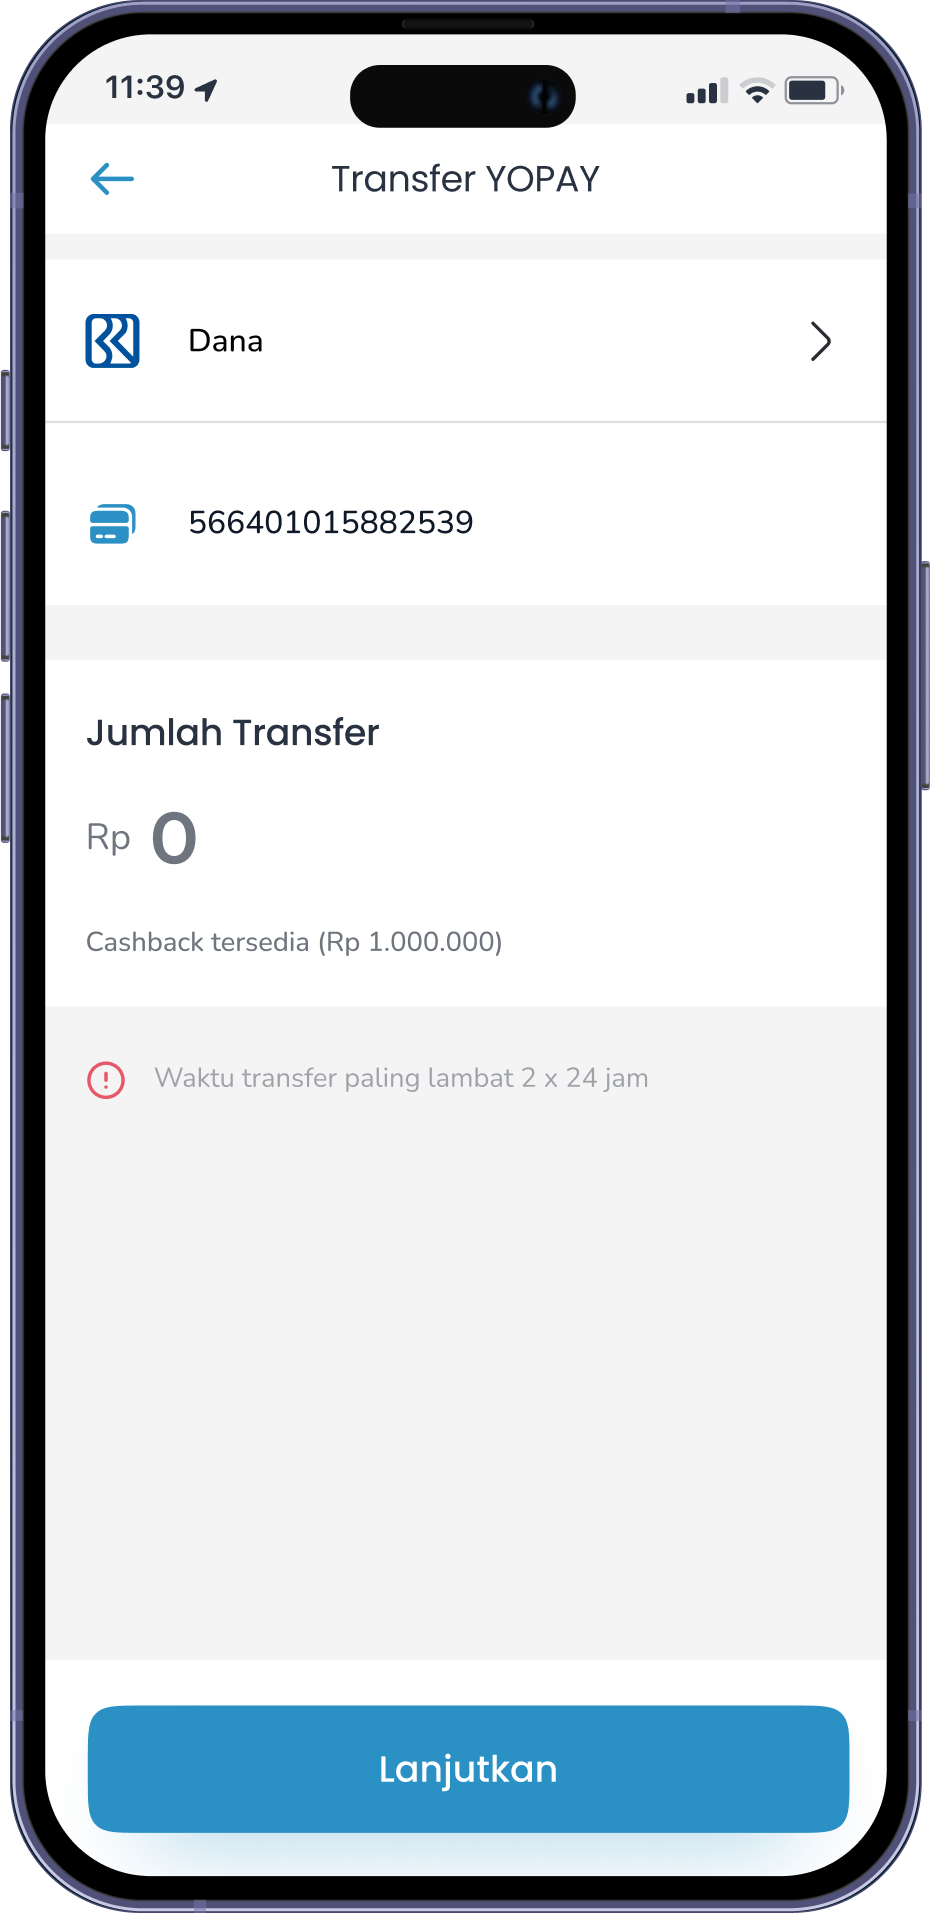 11:39
Transfer YOPAY
Dana
566401015882539
Jumlah Transfer
Rp 0
Cashback tersedia (Rp 1.000.000)
Waktu transfer paling lambat 2 x 24 jam
Lanjutkan